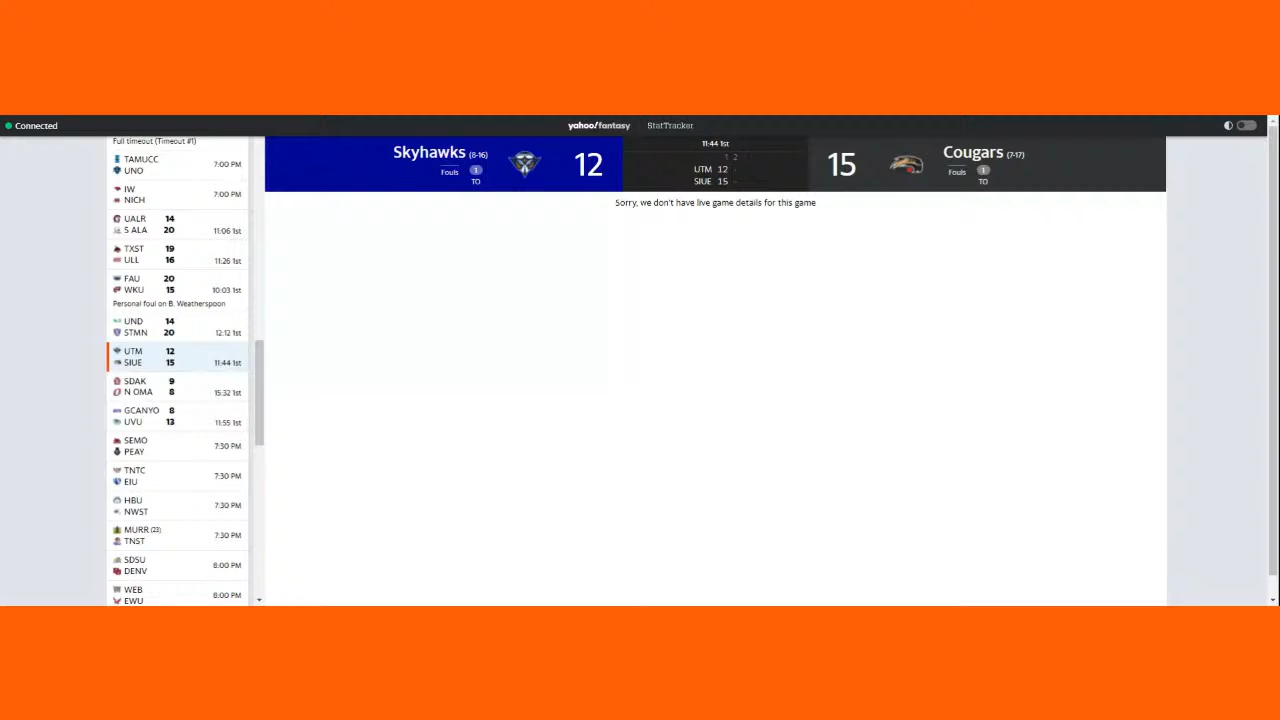 Connected
yahoo!fantasy StatTracker
Full timeout (Timeout #1)
TAMUCC
UNO
7:00 PM
IW
NICH
7:00 PM
UALR 14
S ALA 20 11:06 1st
TXST 19
ULL 16 11:26 1st
FAU 20
WKU 15 10:03 1st
Personal foul on B. Weatherspoon
UND 14
STMN 20 12:12 1st
UTM 12
SIUE 15 11:44 1st
SDAK 9
N OMA 8 15:32 1st
GCANYO 8
UVU 13 11:55 1st
SEMO
PEAY
7:30 PM
TNTC
EIU
7:30 PM
HBU
NWST
7:30 PM
MURR (23)
TNST
7:30 PM
SDSU
DENV
8:00 PM
WEB
EWU
8:00 PM
Skyhawks (8-16)
Fouls 1
TO
12
11:44 1st
1 2
UTM 12 -
SIUE 15 -
15
Cougars (7-17)
Fouls 1
TO
Sorry, we don't have live game details for this game